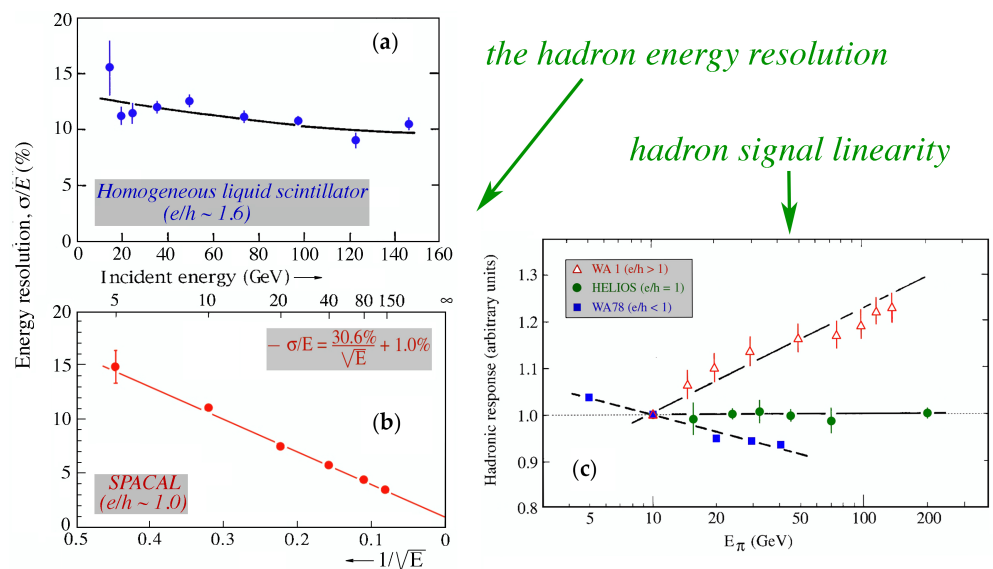 the hadron energy resolution
hadron signal linearity
Energy resolution, σ/E (%)
(a)
20
15
10
5
0
Homogeneous liquid scintillator
(e/h ~ 1.6)
0 20 40 60 80 100 120 140 160
Incident energy (GeV) →
5 10 20 40 80 150 ∞
20
15
10
5
0
− σ/E = 30.6%/√E + 1.0%
(b)
SPACAL
(e/h ~ 1.0)
0.5 0.4 0.3 0.2 0.1 0
← 1/√E
Hadronic response (arbitrary units)
1.3
1.2
1.1
1.0
0.9
0.8
WA 1 (e/h > 1)
HELIOS (e/h = 1)
WA78 (e/h < 1)
(c)
5 10 20 50 100 200
Eπ (GeV)